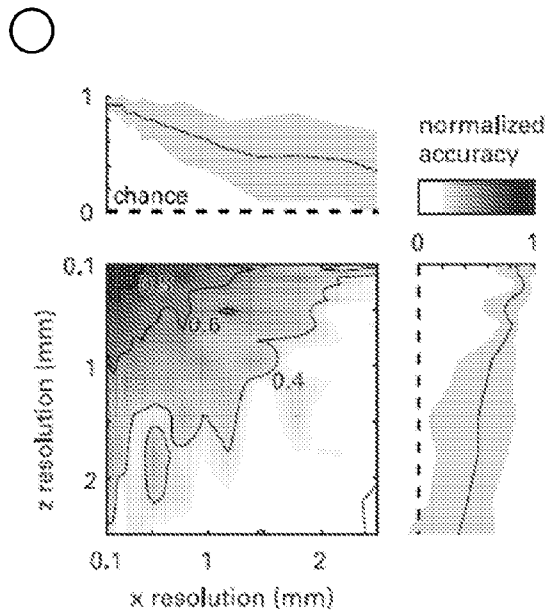 1
normalized
accuracy
chance
0
0 1
0.1
0.6
z resolution (mm)
1
0.4
2
0.1 1 2
x resolution (mm)